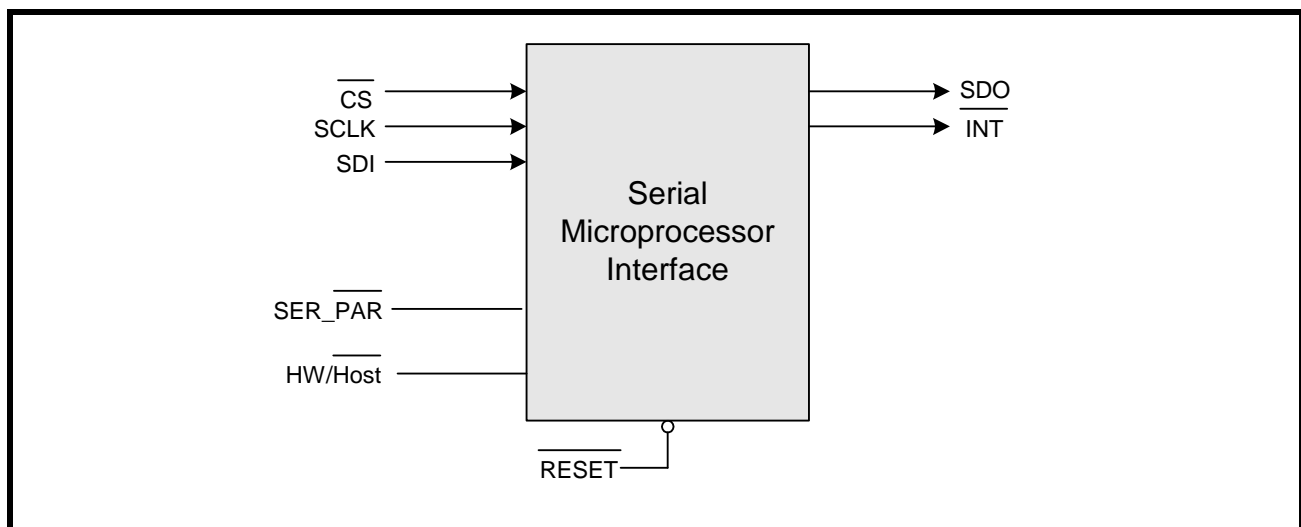 CS
SCLK
SDI
SER_PAR
HW/Host
Serial
Microprocessor
Interface
SDO
INT
RESET